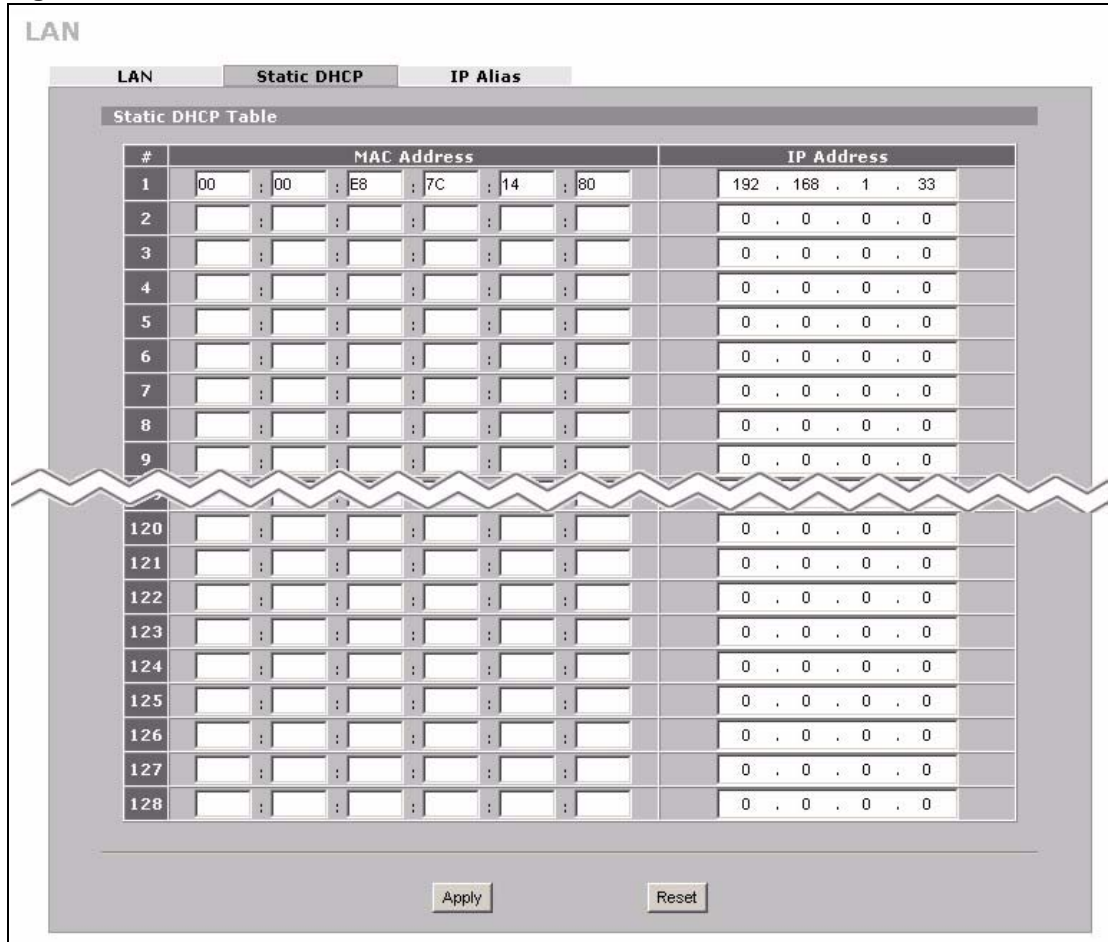 LAN
LAN Static DHCP IP Alias
Static DHCP Table
# MAC Address IP Address
1 00 : 00 : E8 : 7C : 14 : 80 192 . 168 . 1 . 33
2 : : : : : 0 . 0 . 0 . 0
3 : : : : : 0 . 0 . 0 . 0
4 : : : : : 0 . 0 . 0 . 0
5 : : : : : 0 . 0 . 0 . 0
6 : : : : : 0 . 0 . 0 . 0
7 : : : : : 0 . 0 . 0 . 0
8 : : : : : 0 . 0 . 0 . 0
9 : : : : : 0 . 0 . 0 . 0
120 : : : : : 0 . 0 . 0 . 0
121 : : : : : 0 . 0 . 0 . 0
122 : : : : : 0 . 0 . 0 . 0
123 : : : : : 0 . 0 . 0 . 0
124 : : : : : 0 . 0 . 0 . 0
125 : : : : : 0 . 0 . 0 . 0
126 : : : : : 0 . 0 . 0 . 0
127 : : : : : 0 . 0 . 0 . 0
128 : : : : : 0 . 0 . 0 . 0
Apply Reset